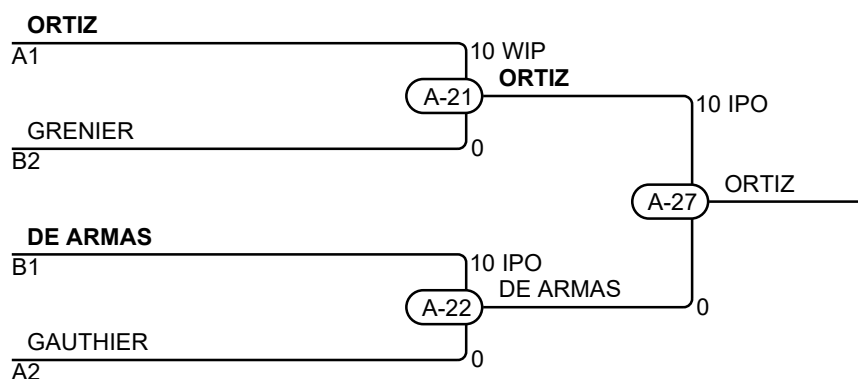 ORTIZ
A1
10 WIP
A-21
ORTIZ
GRENIER
B2
0
10 IPO
A-27
ORTIZ
DE ARMAS
B1
10 IPO
A-22
DE ARMAS
0
GAUTHIER
A2
0